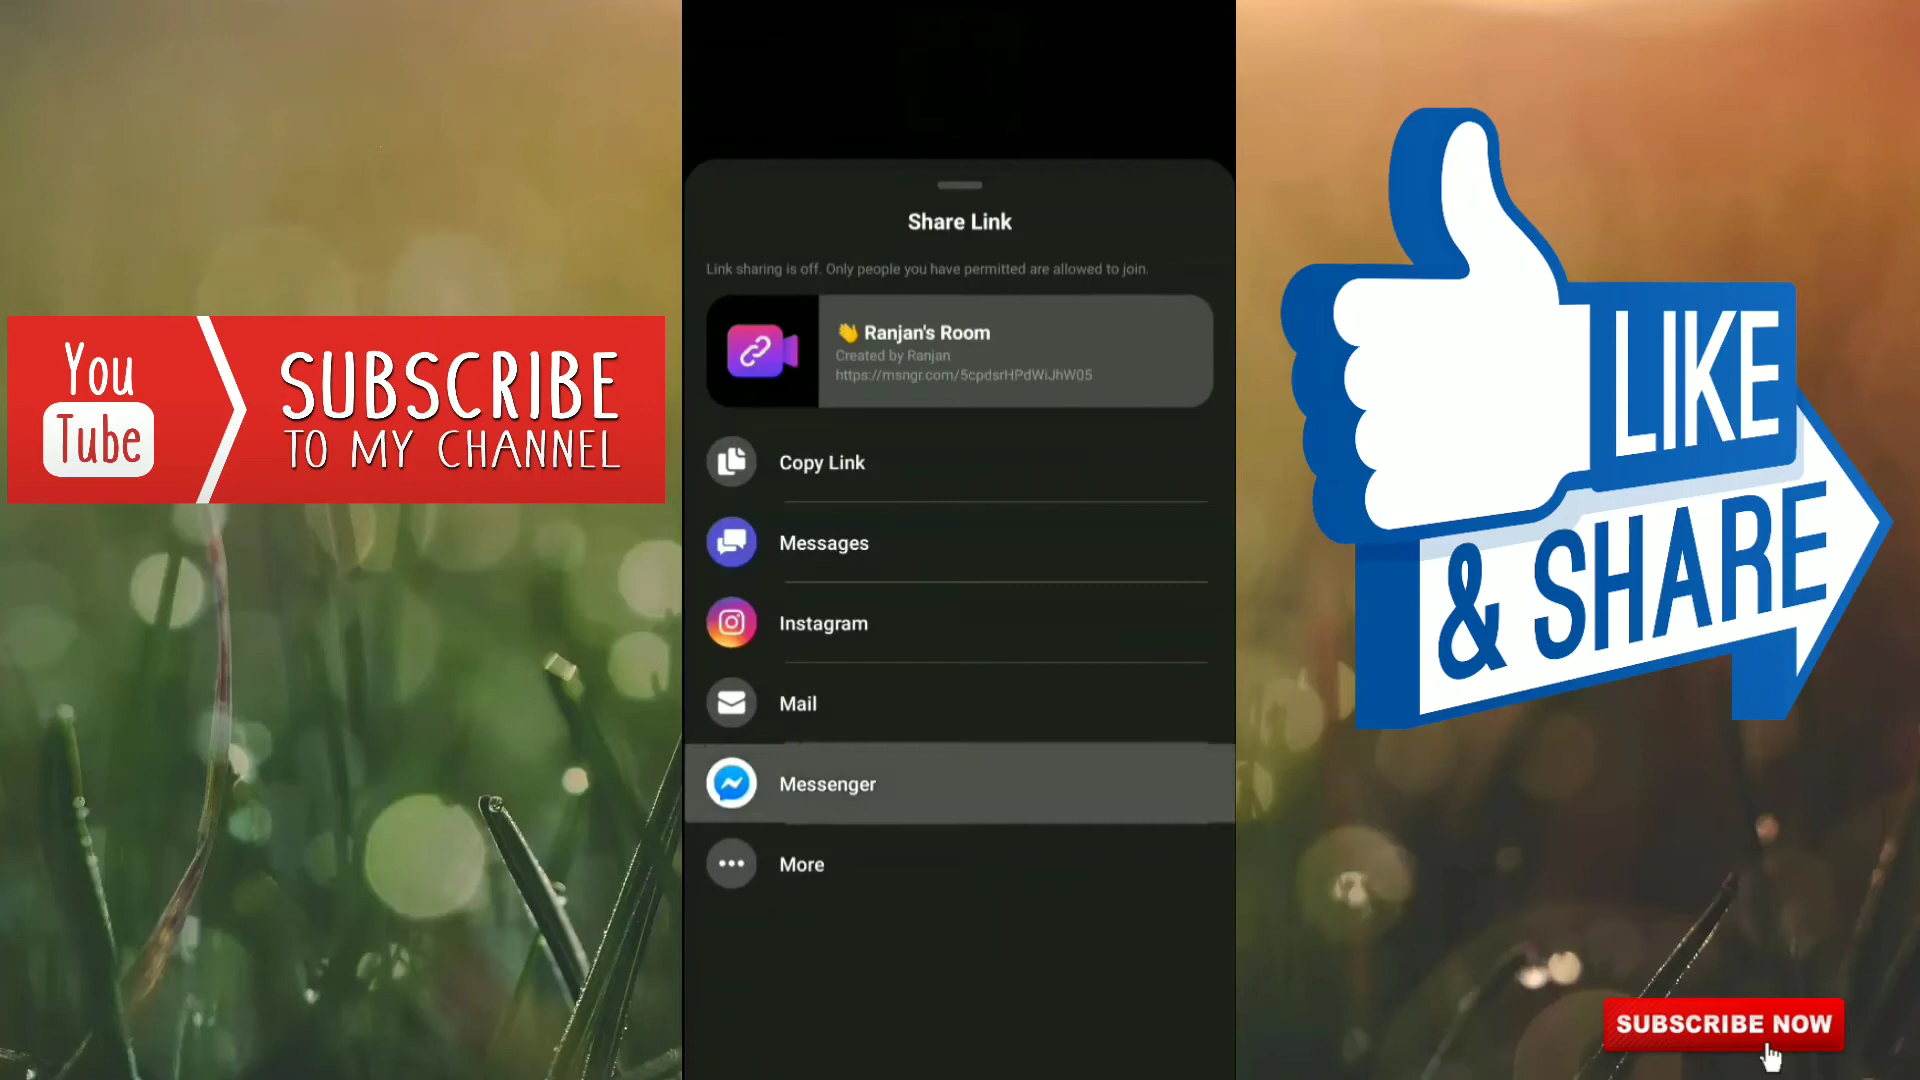 You
Tube
SUBSCRIBE
TO MY CHANNEL
Share Link
Link sharing is off. Only people you have permitted are allowed to join.
👋 Ranjan's Room
Created by Ranjan
https://msngr.com/5cpdsrHPdWiJhW05
Copy Link
Messages
Instagram
Mail
Messenger
More
LIKE
& SHARE
SUBSCRIBE NOW